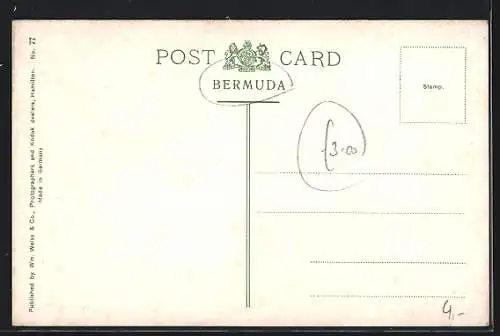 POST CARD
BERMUDA
Stamp.
Published by Wm. Weiss & Co., Photographers and Kodak dealers, Hamilton. No. 77
Made in Germany
£3-00
4,-